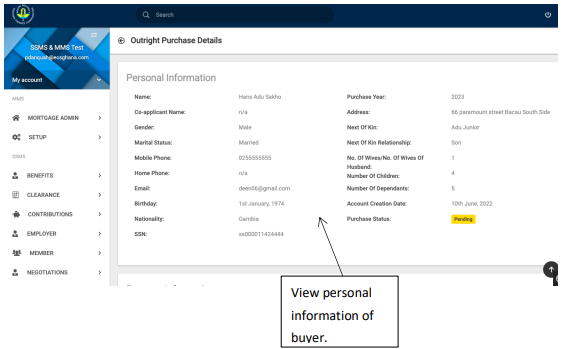 Search
SSMS & MMS Test
pdanquah@eosghana.com
My account
MMS
MORTGAGE ADMIN
SETUP
SSMS
BENEFITS
CLEARANCE
CONTRIBUTIONS
EMPLOYER
MEMBER
NEGOTIATIONS
Outright Purchase Details
Personal Information
Name: Hans Adu Sakho
Co-applicant Name: n/a
Gender: Male
Marital Status: Married
Mobile Phone: 0255555555
Home Phone: n/a
Email: deen06@gmail.com
Birthday: 1st January, 1974
Nationality: Gambia
SSN: xx000011424444
Purchase Year: 2023
Address: 66 paramount street Bacau South Side
Next Of Kin: Adu Junior
Next Of Kin Relationship: Son
No. Of Wives/No. Of Wives Of
Husband: 1
Number Of Children: 4
Number Of Dependants: 5
Account Creation Date: 10th June, 2022
Purchase Status: Pending
View personal
information of
buyer.